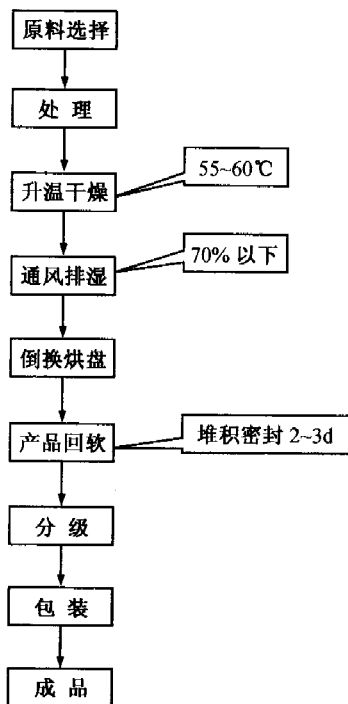 原料选择
处 理
升温干燥
55~60℃
通风排湿
70% 以下
倒换烘盘
产品回软
堆积密封 2~3d
分 级
包 装
成 品